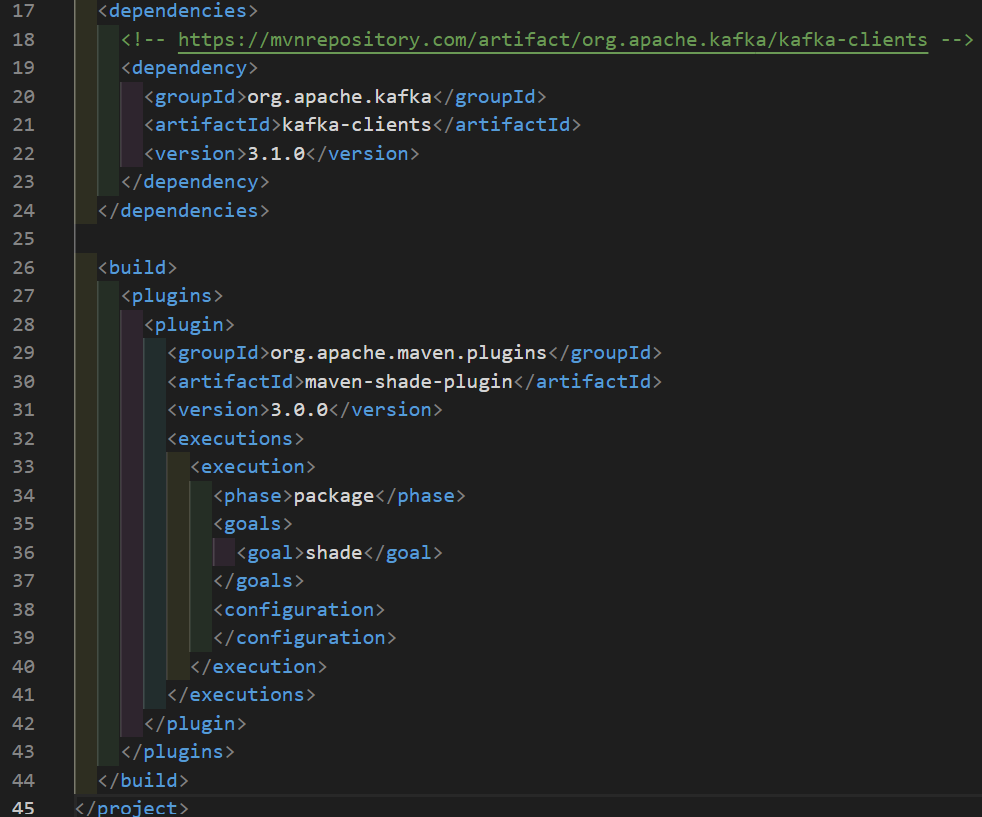 17 <dependencies>
18 <!-- https://mvnrepository.com/artifact/org.apache.kafka/kafka-clients -->
19 <dependency>
20 <groupId>org.apache.kafka</groupId>
21 <artifactId>kafka-clients</artifactId>
22 <version>3.1.0</version>
23 </dependency>
24 </dependencies>
25
26 <build>
27 <plugins>
28 <plugin>
29 <groupId>org.apache.maven.plugins</groupId>
30 <artifactId>maven-shade-plugin</artifactId>
31 <version>3.0.0</version>
32 <executions>
33 <execution>
34 <phase>package</phase>
35 <goals>
36 <goal>shade</goal>
37 </goals>
38 <configuration>
39 </configuration>
40 </execution>
41 </executions>
42 </plugin>
43 </plugins>
44 </build>
45 </project>